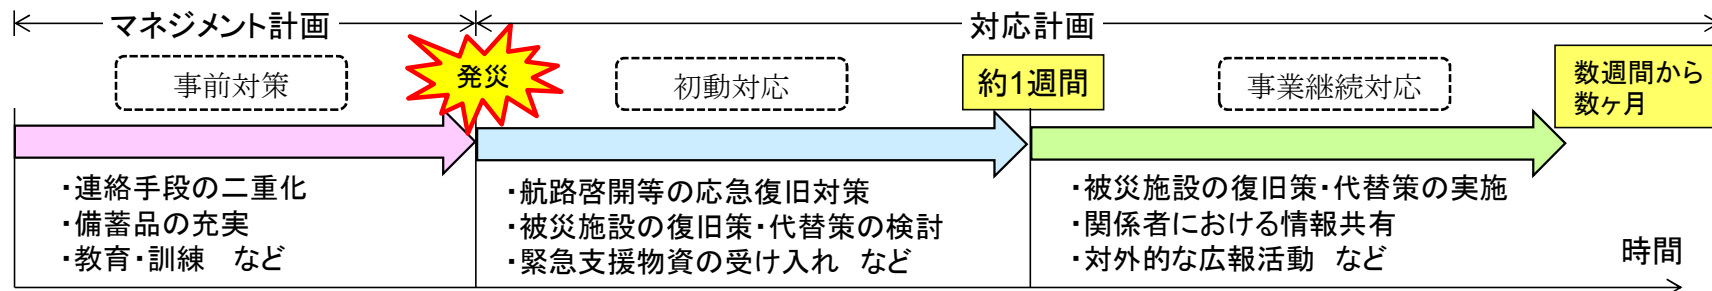 マネジメント計画
対応計画
事前対策
発災
初動対応
約1週間
事業継続対応
数週間から
数ヶ月
・連絡手段の二重化
・備蓄品の充実
・教育・訓練　など
・航路啓開等の応急復旧対策
・被災施設の復旧策・代替策の検討
・緊急支援物資の受け入れ　など
・被災施設の復旧策・代替策の実施
・関係者における情報共有
・対外的な広報活動　など
時間